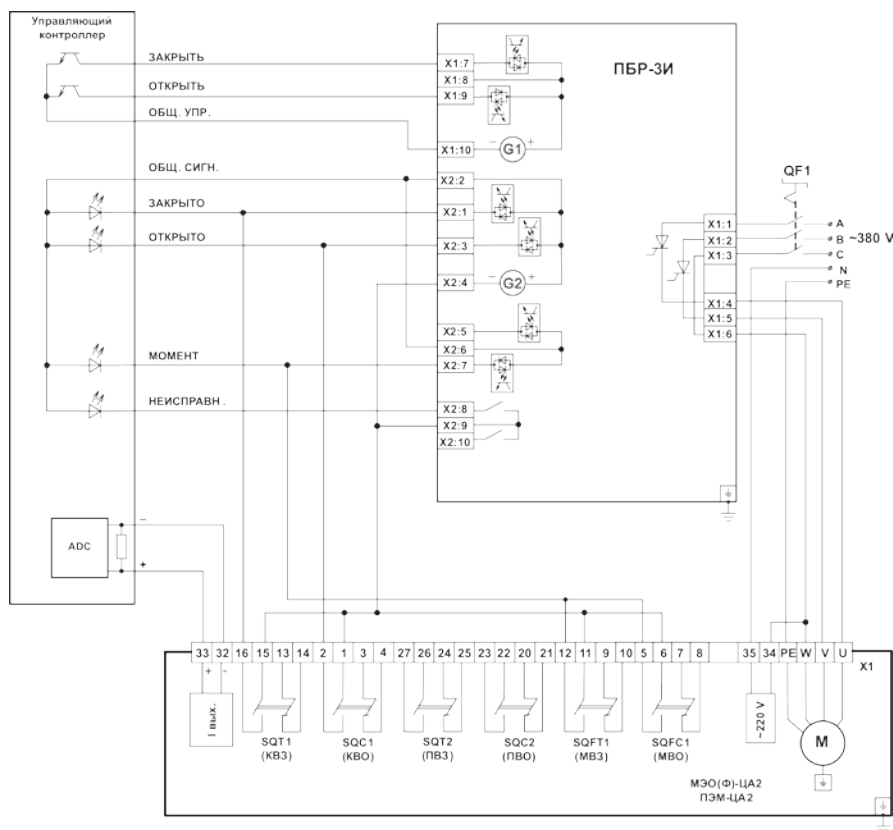 Управляющий
контроллер
ЗАКРЫТЬ
ОТКРЫТЬ
ОБЩ. УПР.
ОБЩ. СИГН.
ЗАКРЫТО
ОТКРЫТО
МОМЕНТ
НЕИСПРАВН.
ADC
−
+
ПБР-3И
X1:7
X1:8
X1:9
X1:10
− G1 +
X2:2
X2:1
X2:3
X2:4
− G2 +
X2:5
X2:6
X2:7
X2:8
X2:9
X2:10
X1:1
X1:2
X1:3
X1:4
X1:5
X1:6
QF1
A
B ~380 V
C
N
PE
33 32 16 15 13 14 2 1 3 4 27 26 24 25 23 22 20 21 12 11 9 10 5 6 7 8 35 34 PE W V U
X1
+ −
I вых.
SQT1
(КВЗ)
SQC1
(КВО)
SQT2
(ПВЗ)
SQC2
(ПВО)
SQFT1
(МВЗ)
SQFC1
(МВО)
~220 V
M
МЭО(Ф)-ЦА2
ПЭМ-ЦА2